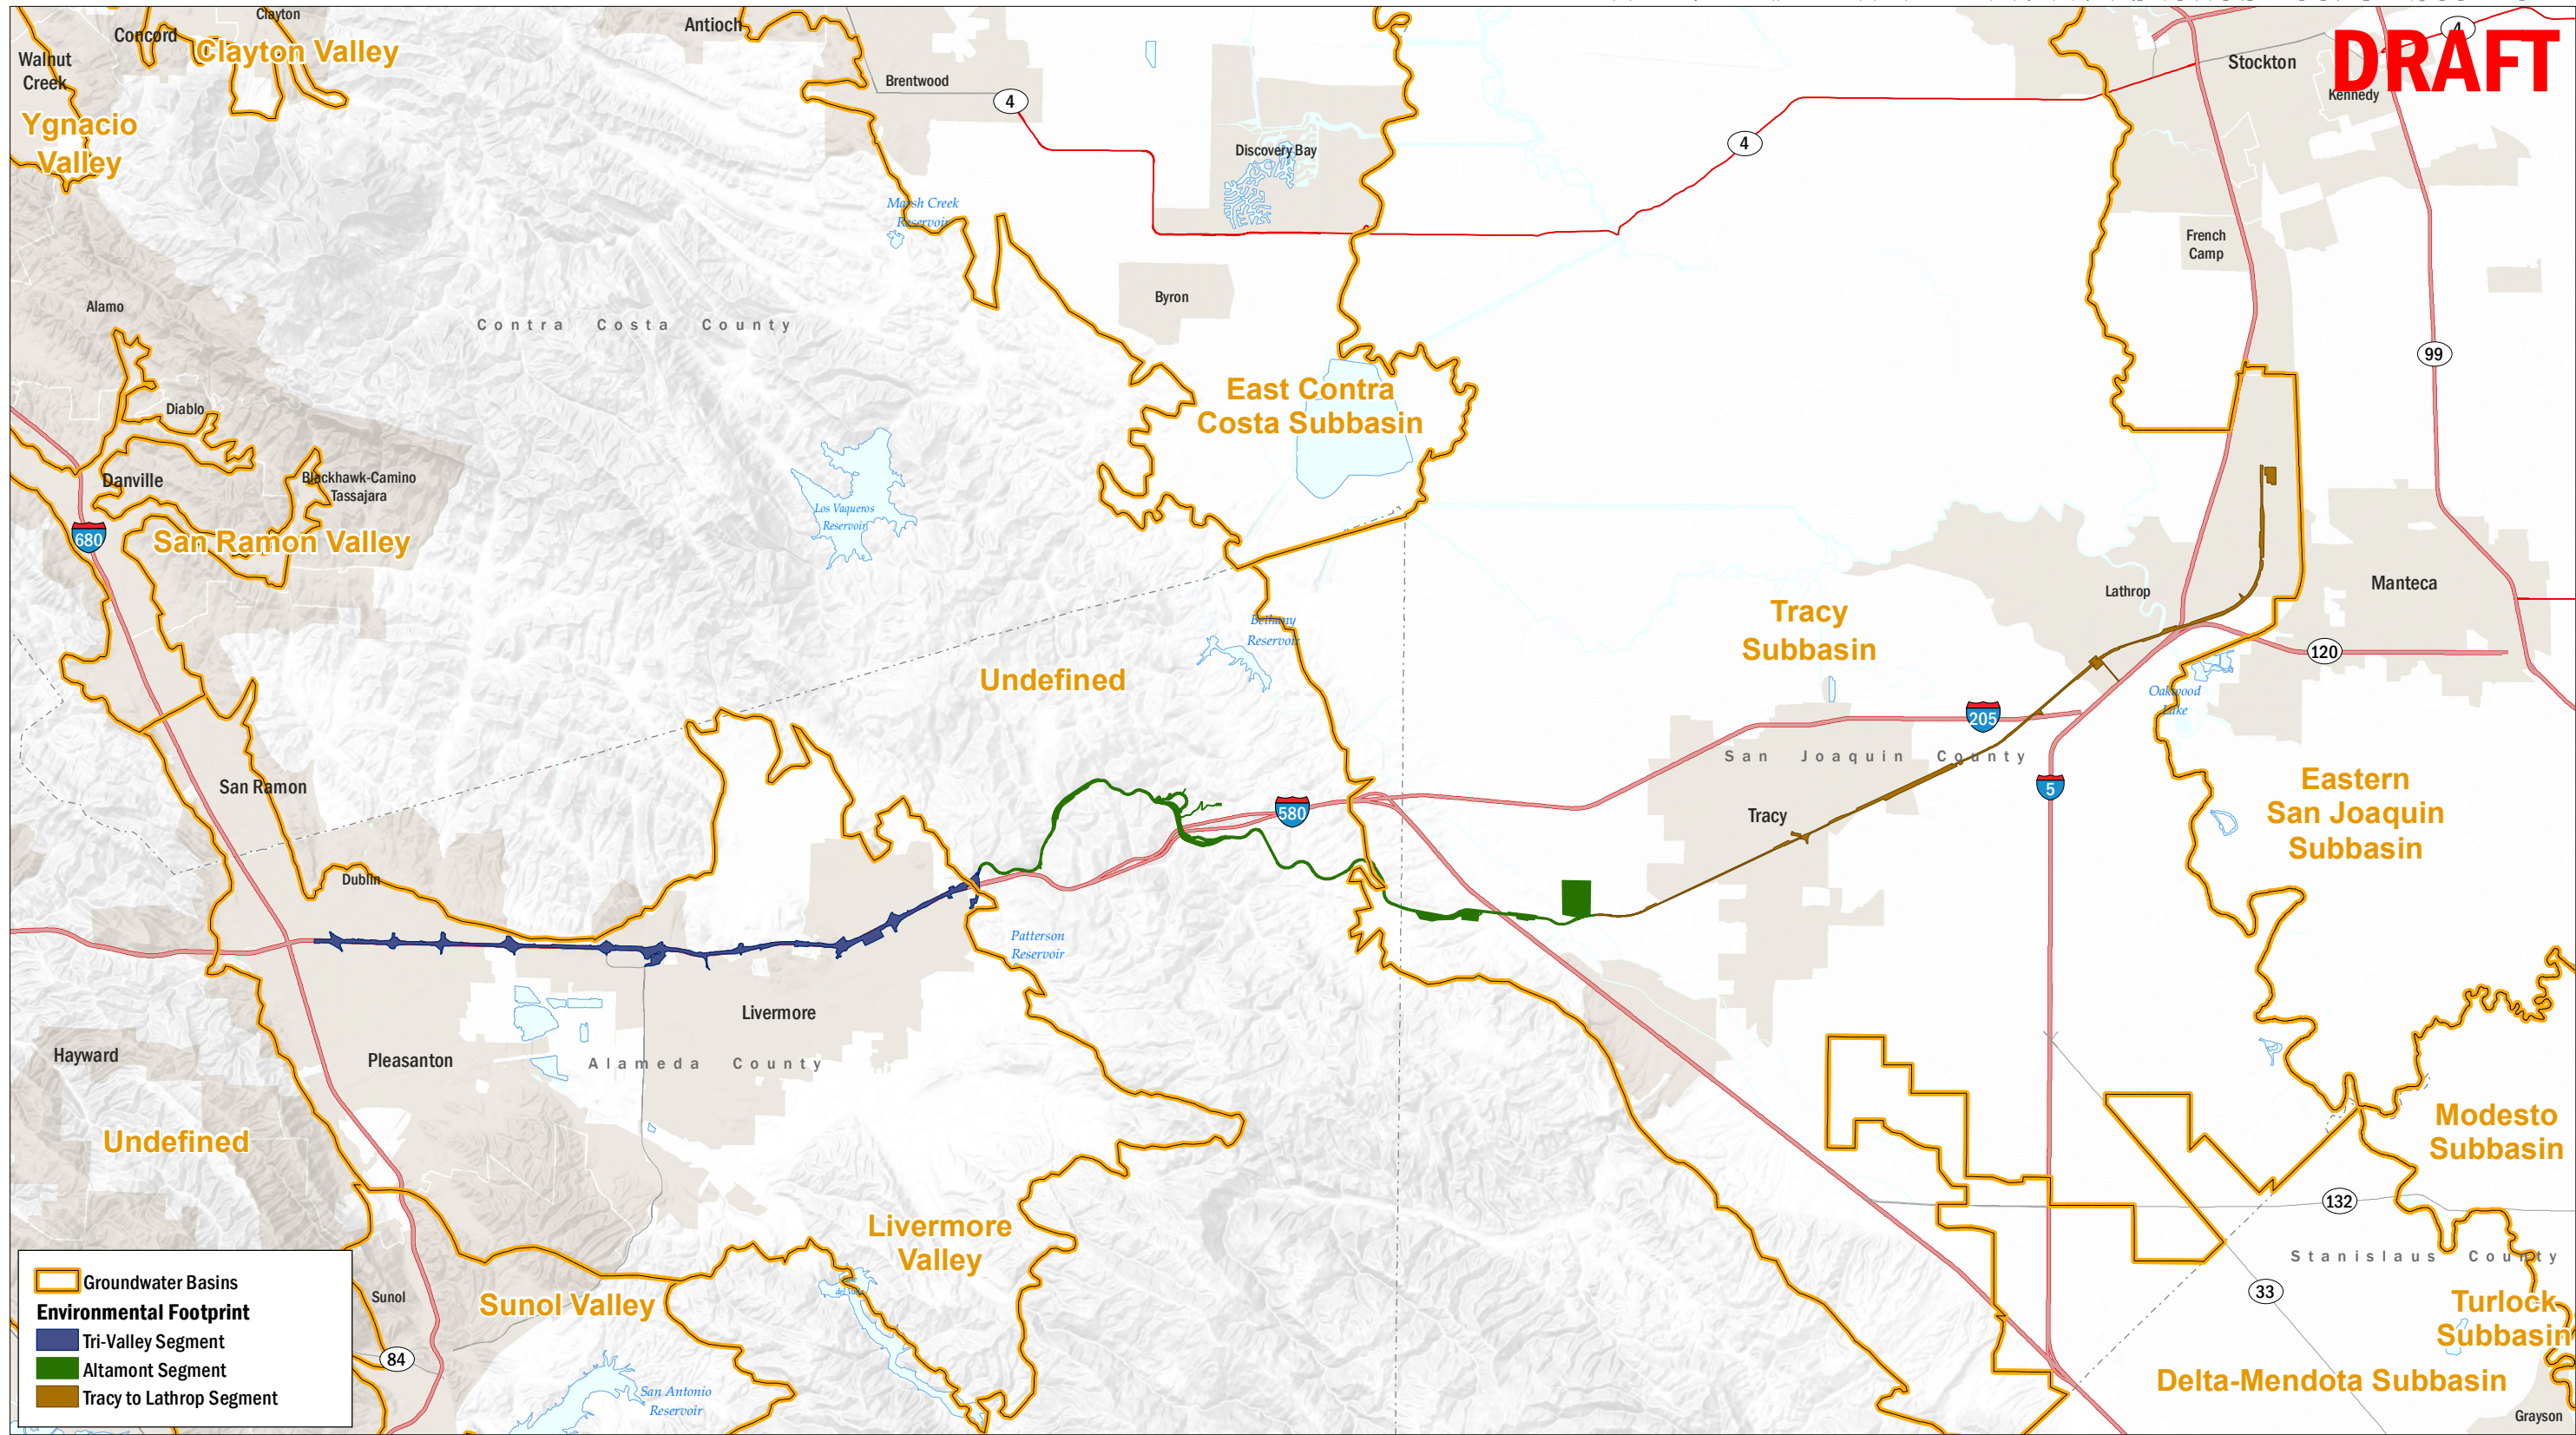 Clayton
Concord
Clayton Valley
Walnut
Creek
Ygnacio
Valley
Antioch
Brentwood
4
Discovery Bay
Marsh Creek
Reservoir
4
4
DRAFT
Stockton
Kennedy
French
Camp
99
Byron
Alamo
Contra Costa County
Diablo
Danville
Blackhawk-Camino
Tassajara
680
San Ramon Valley
East Contra
Costa Subbasin
Los Vaqueros
Reservoir
Bethany
Reservoir
Undefined
Tracy
Subbasin
Lathrop
Manteca
120
Oakwood
Lake
205
San Joaquin County
5
580
Tracy
Eastern
San Joaquin
Subbasin
San Ramon
Dublin
Patterson
Reservoir
Livermore
Hayward
Pleasanton
Alameda County
Undefined
Livermore
Valley
Sunol Valley
Sunol
84
San Antonio
Reservoir
del Valle
Modesto
Subbasin
132
Stanislaus County
33
Turlock
Subbasin
Delta-Mendota Subbasin
Grayson
Groundwater Basins
Environmental Footprint
Tri-Valley Segment
Altamont Segment
Tracy to Lathrop Segment